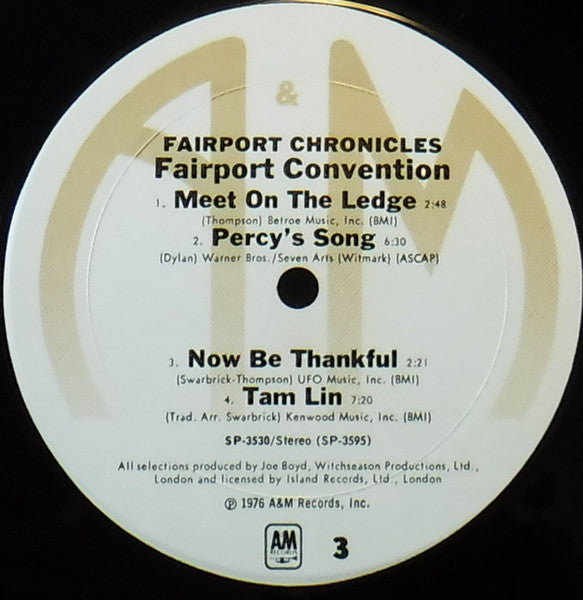 A & M
FAIRPORT CHRONICLES
Fairport Convention
1. Meet On The Ledge 2:48
(Thompson) Betroe Music, Inc. (BMI)
2. Percy's Song 6:30
(Dylan) Warner Bros./Seven Arts (Witmark) (ASCAP)
3. Now Be Thankful 2:21
(Swarbrick-Thompson) UFO Music, Inc. (BMI)
4. Tam Lin 7:20
(Trad. Arr. Swarbrick) Kenwood Music, Inc. (BMI)
SP-3530/Stereo (SP-3595)
All selections produced by Joe Boyd, Witchseason Productions, Ltd.,
London and licensed by Island Records, Ltd., London
℗ 1976 A&M Records, Inc.
AM
RECORDS
3